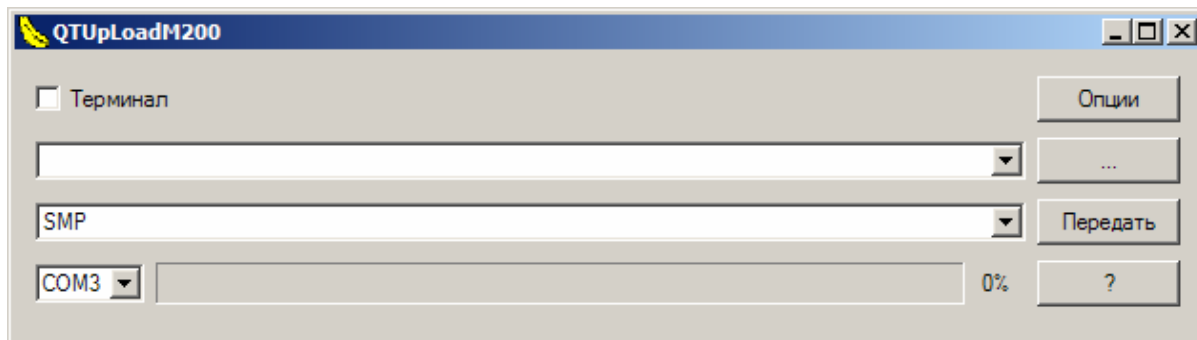 QTUpLoadM200
Терминал
Опции
...
SMP
Передать
COM3
0%
?